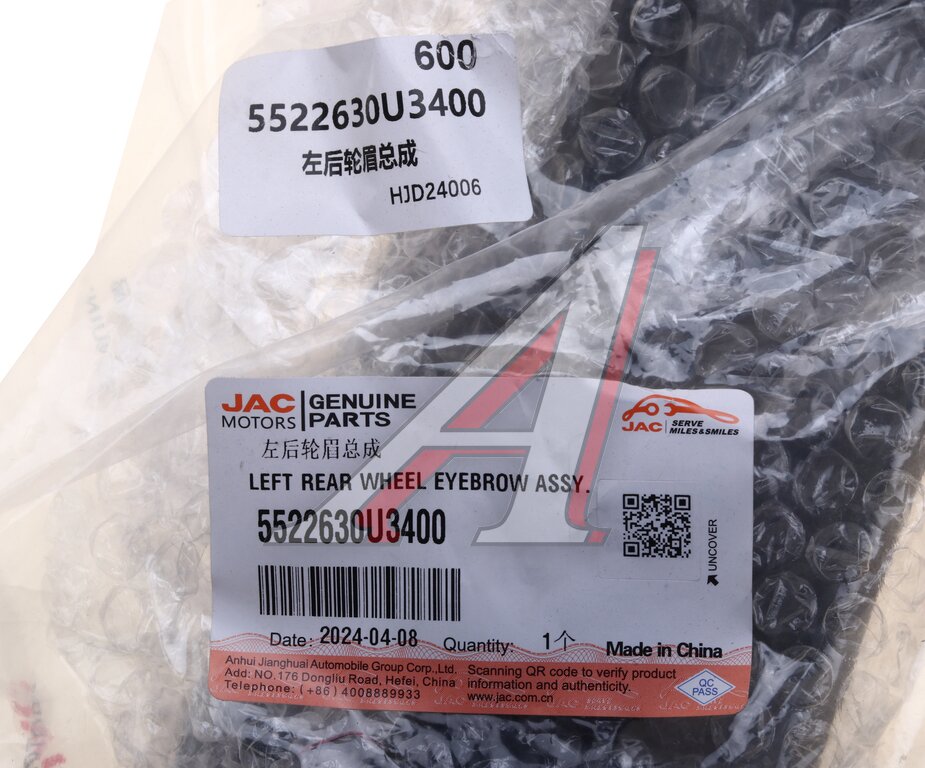 600
5522630U3400
左后轮眉总成
HJD24006
JAC MOTORS GENUINE PARTS
JAC SERVE MILES&SMILES
左后轮眉总成
LEFT REAR WHEEL EYEBROW ASSY.
5522630U3400
UNCOVER
Date: 2024-04-08 Quantity: 1个 Made in China
Anhui Jianghuai Automobile Group Corp.,Ltd.
Add: NO.176 Dongliu Road, Hefei, China
Telephone: (+86) 4008889933
Scanning QR code to verify product
information and authenticity.
www.jac.com.cn
QC
PASS